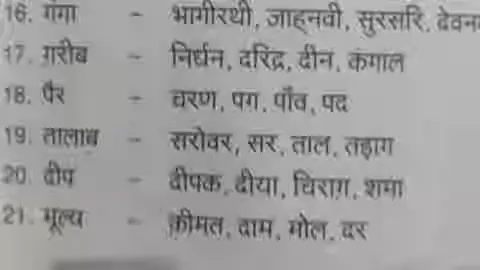 16. गंगा - भागीरथी, जाह्नवी, सुरसरि,
17. ग़रीब - निर्धन, दरिद्र, दीन, कंगाल
18. पैर - चरण, पग, पाँव, पद
19. तालाब - सरोवर, सर, ताल, तड़ाग
20. दीप - दीपक, दीया, चिराग़, शमा
21. मूल्य - क़ीमत, दाम, मोल, दर